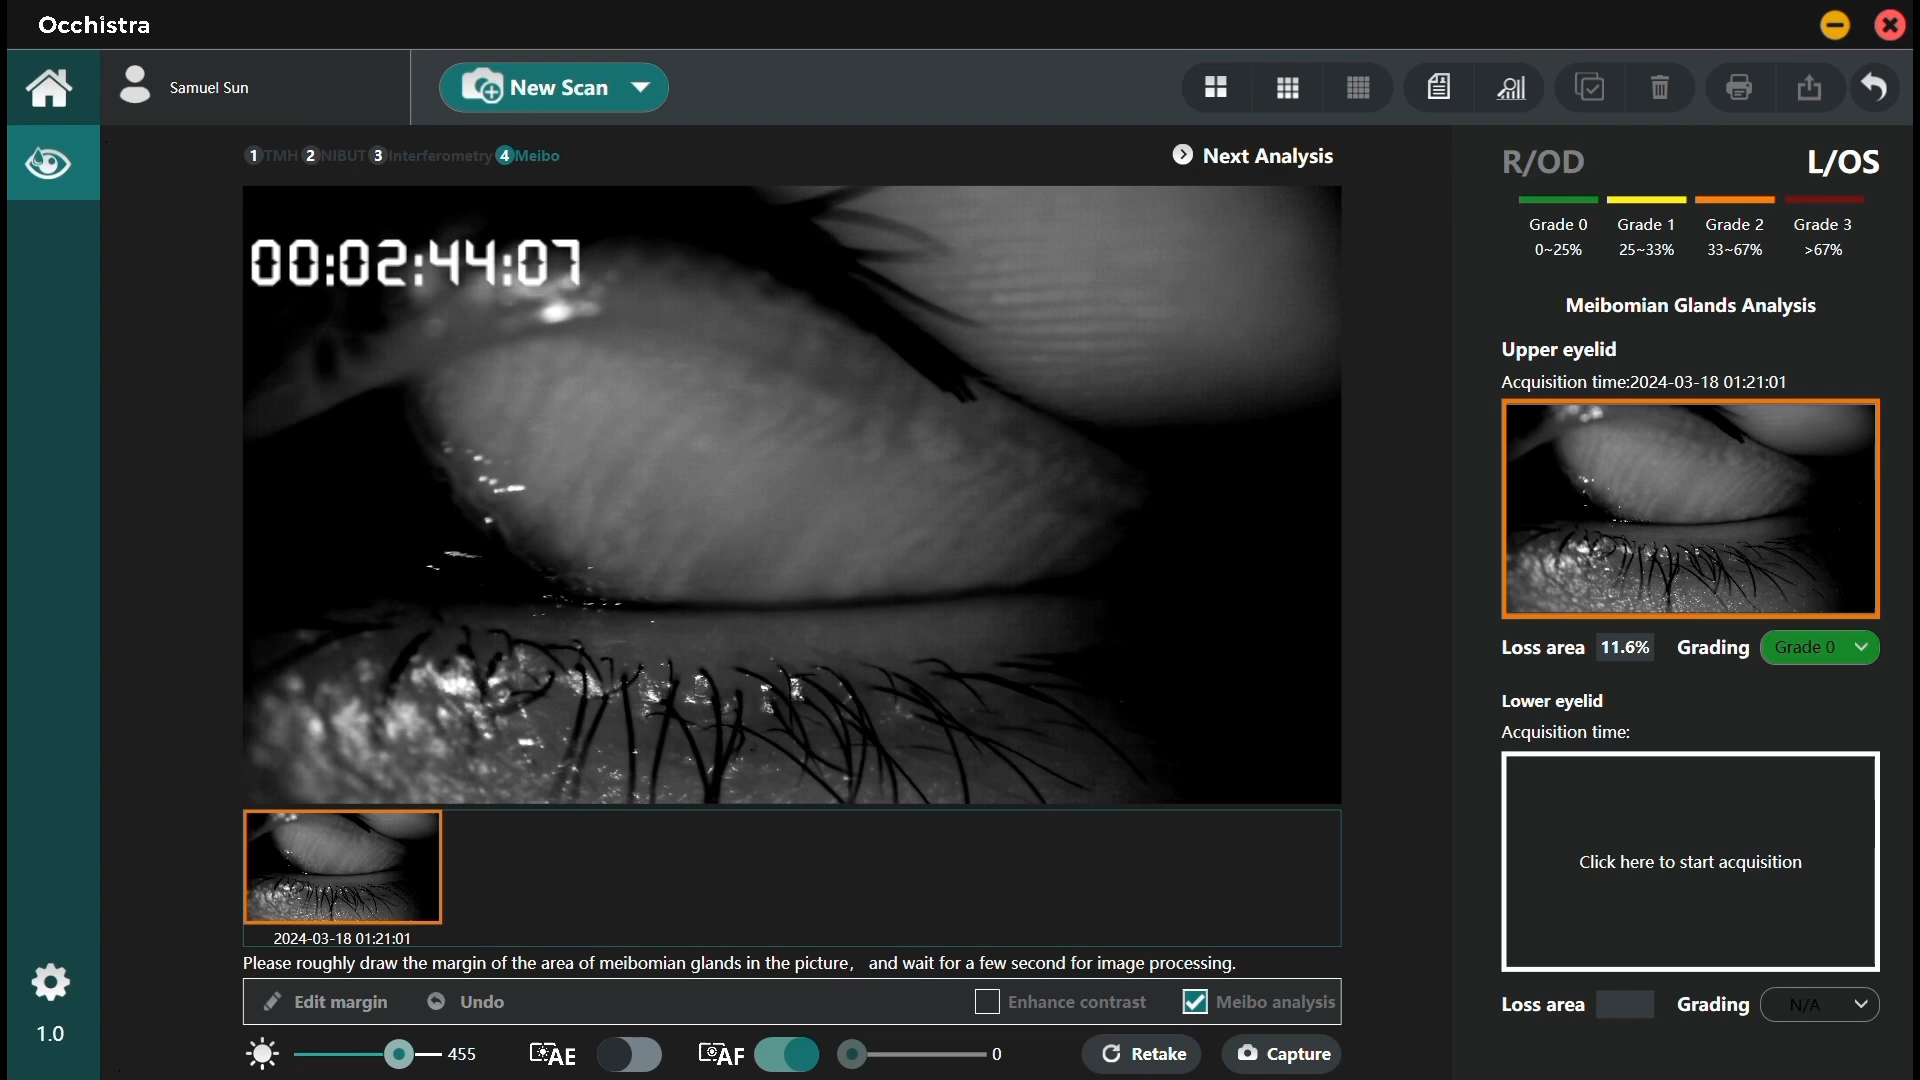 Occhistra
Samuel Sun
New Scan
1 TMH 2 NIBUT 3 Interferometry 4 Meibo
Next Analysis
00:02:44:07
2024-03-18 01:21:01
Please roughly draw the margin of the area of meibomian glands in the picture, and wait for a few second for image processing.
Edit margin
Undo
Enhance contrast
Meibo analysis
455
AE
AF
0
Retake
Capture
1.0
R/OD
L/OS
Grade 0
Grade 1
Grade 2
Grade 3
0~25%
25~33%
33~67%
>67%
Meibomian Glands Analysis
Upper eyelid
Acquisition time:2024-03-18 01:21:01
Loss area 11.6% Grading Grade 0
Lower eyelid
Acquisition time:
Click here to start acquisition
Loss area Grading N/A